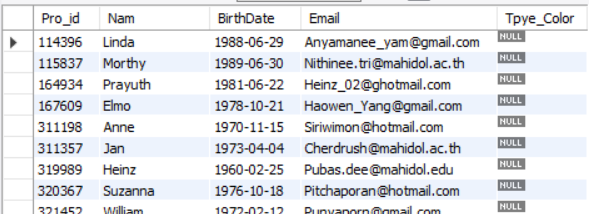 Pro_id Nam BirthDate Email Tpye_Color
114396 Linda 1988-06-29 Anyamanee_yam@gmail.com NULL
115837 Morthy 1989-06-30 Nithinee.tri@mahidol.ac.th NULL
164934 Prayuth 1981-06-22 Heinz_02@ghotmail.com NULL
167609 Elmo 1978-10-21 Haowen_Yang@gmail.com NULL
311198 Anne 1970-11-15 Siriwimon@hotmail.com NULL
311357 Jan 1973-04-04 Cherdrush@mahidol.ac.th NULL
319989 Heinz 1960-02-25 Pubas.dee@mahidol.edu NULL
320367 Suzanna 1976-10-18 Pitchaporan@hotmail.com NULL
321452 William 1972-02-12 Punyaporn@gmail.com NULL